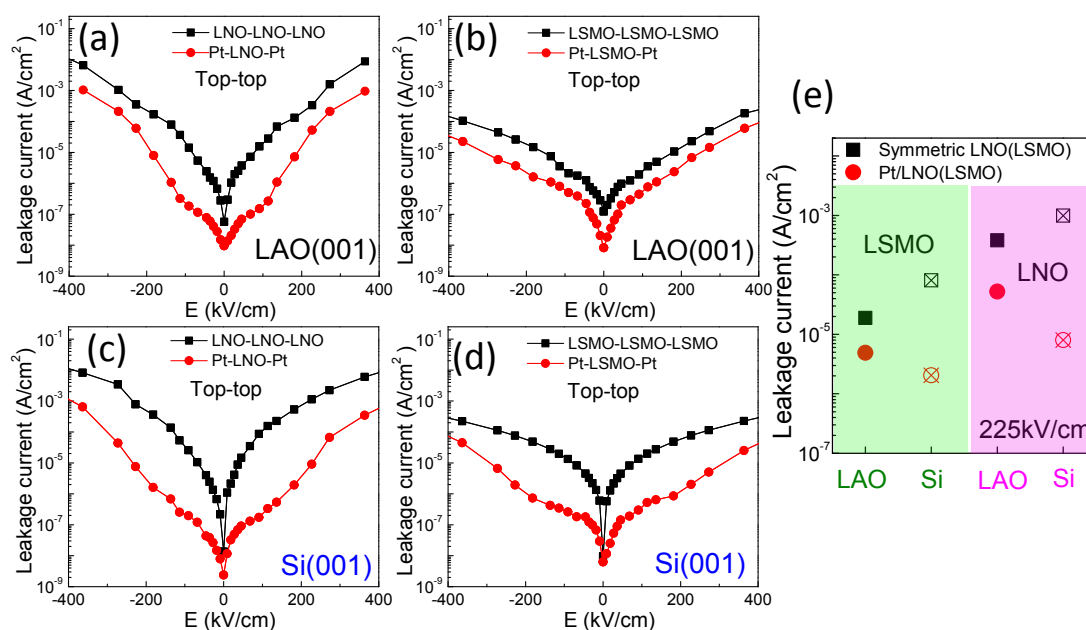 (a)
LNO-LNO-LNO
Pt-LNO-Pt
Top-top
LAO(001)
Leakage current (A/cm²)
10⁻¹
10⁻³
10⁻⁵
10⁻⁷
10⁻⁹
-400 -200 0 200 400
E (kV/cm)
(b)
LSMO-LSMO-LSMO
Pt-LSMO-Pt
Top-top
LAO(001)
Leakage current (A/cm²)
10⁻¹
10⁻³
10⁻⁵
10⁻⁷
10⁻⁹
-400 -200 0 200 400
E (kV/cm)
(c)
LNO-LNO-LNO
Pt-LNO-Pt
Top-top
Si(001)
Leakage current (A/cm²)
10⁻¹
10⁻³
10⁻⁵
10⁻⁷
10⁻⁹
-400 -200 0 200 400
E (kV/cm)
(d)
LSMO-LSMO-LSMO
Pt-LSMO-Pt
Top-top
Si(001)
Leakage current (A/cm²)
10⁻¹
10⁻³
10⁻⁵
10⁻⁷
10⁻⁹
-400 -200 0 200 400
E (kV/cm)
(e)
Symmetric LNO(LSMO)
Pt/LNO(LSMO)
LSMO
LNO
225kV/cm
Leakage current (A/cm²)
10⁻³
10⁻⁵
10⁻⁷
LAO Si LAO Si